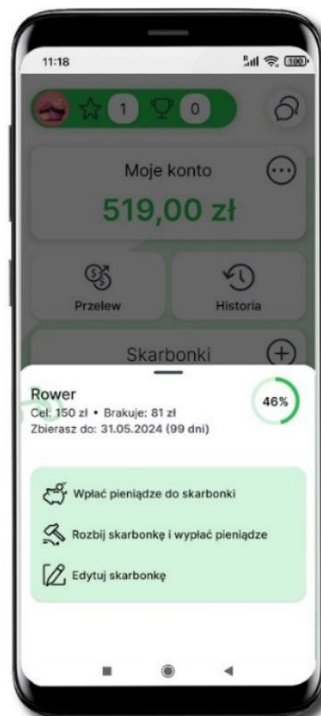 11:18
100
1
0
Moje konto
519,00 zł
Przelew
Historia
Skarbonki
Rower
46%
Cel: 150 zł • Brakuje: 81 zł
Zbierasz do: 31.05.2024 (99 dni)
Wpłać pieniądze do skarbonki
Rozbij skarbonkę i wypłać pieniądze
Edytuj skarbonkę